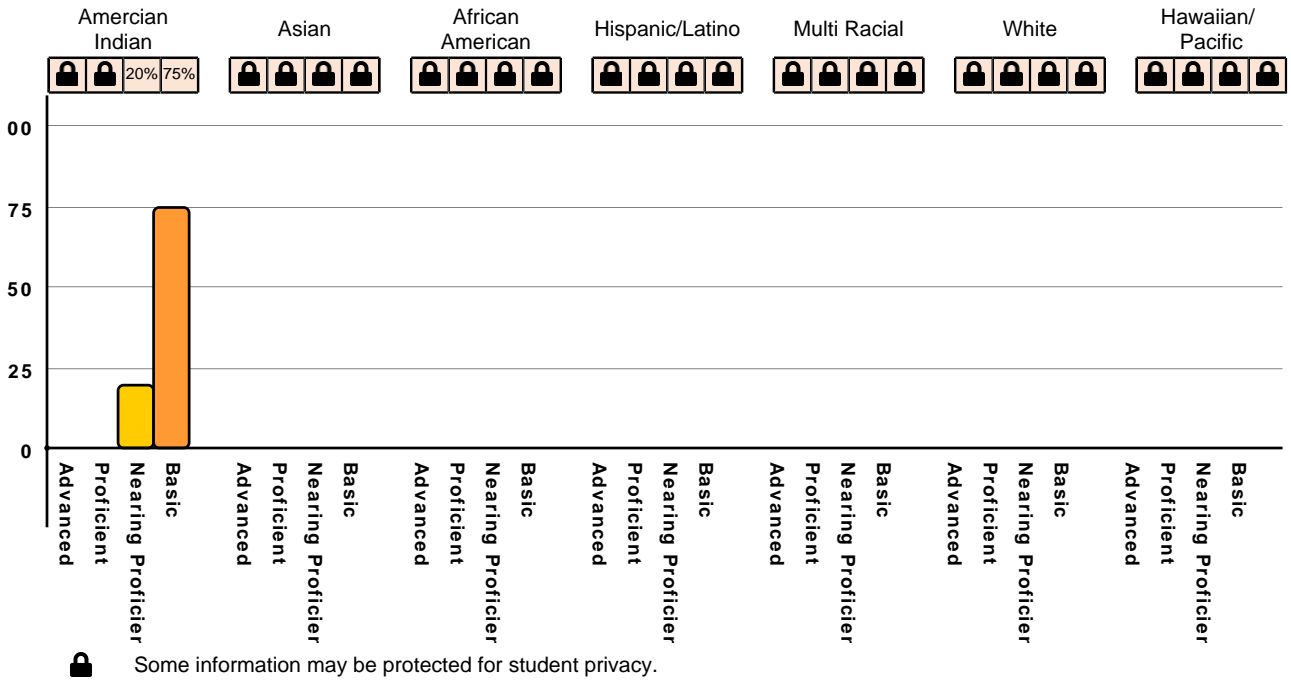 Amercian
Indian
Asian
African
American
Hispanic/Latino
Multi Racial
White
Hawaiian/
Pacific
20% 75%
00
75
50
25
0
Advanced
Proficient
Nearing Proficier
Basic
Advanced
Proficient
Nearing Proficier
Basic
Advanced
Proficient
Nearing Proficier
Basic
Advanced
Proficient
Nearing Proficier
Basic
Advanced
Proficient
Nearing Proficier
Basic
Advanced
Proficient
Nearing Proficier
Basic
Advanced
Proficient
Nearing Proficier
Basic
Some information may be protected for student privacy.